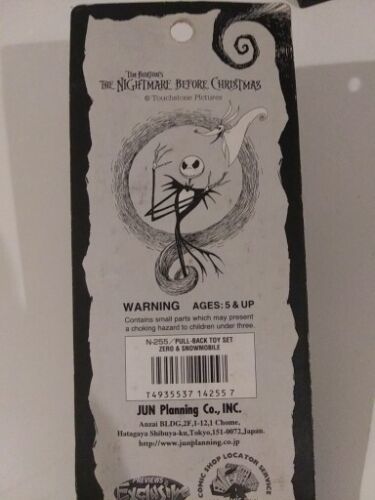 Tim Burton's
THE NIGHTMARE BEFORE CHRISTMAS
© Touchstone Pictures
WARNING AGES: 5 & UP
Contains small parts which may present
a choking hazard to children under three.
N-255/PULL-BACK TOY SET
ZERO & SNOWMOBILE
T4935537 142557
JUN Planning Co., INC.
Anzai BLDG,2F,1-12,1 Chome,
Hatagaya Shibuya-ku,Tokyo,151-0072,Japan.
http://www.junplanning.co.jp
PREVIEWS
EXCLUSIVE
COMIC SHOP LOCATOR SERVICE